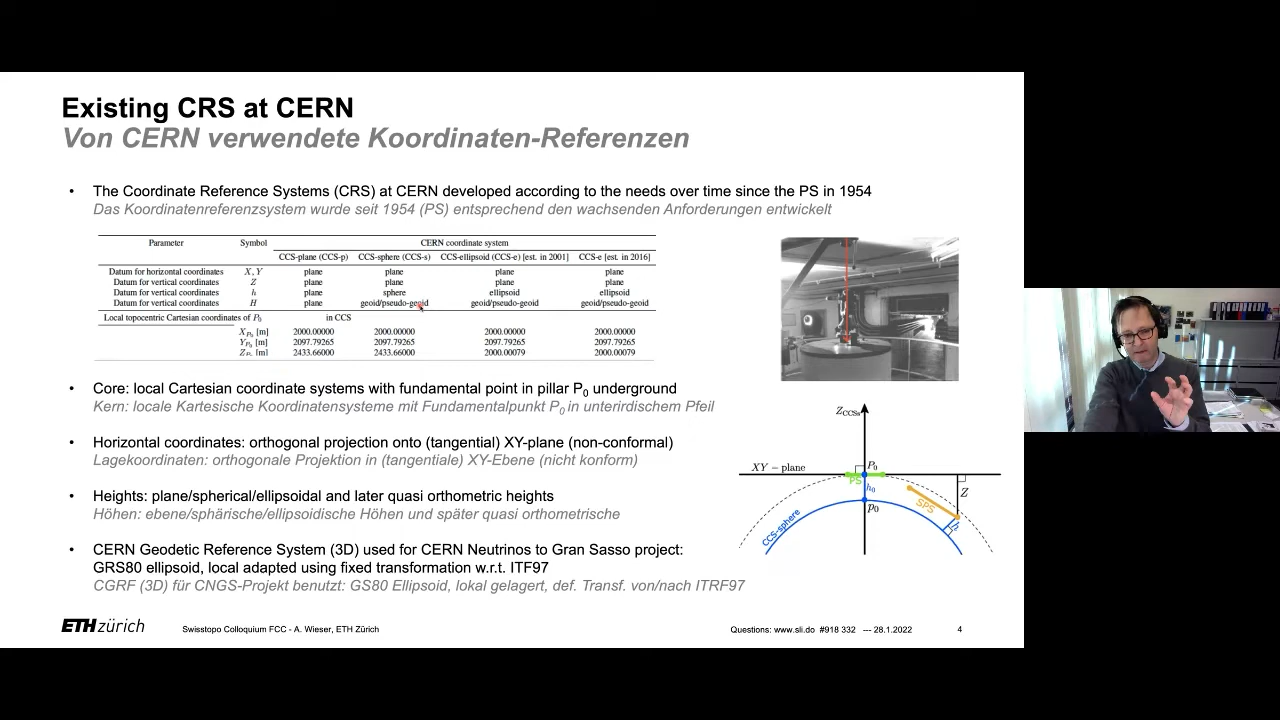 Existing CRS at CERN
Von CERN verwendete Koordinaten-Referenzen
• The Coordinate Reference Systems (CRS) at CERN developed according to the needs over time since the PS in 1954
Das Koordinatenreferenzsystem wurde seit 1954 (PS) entsprechend den wachsenden Anforderungen entwickelt
Parameter Symbol CERN coordinate system
CCS-plane (CCS-p) CCS-sphere (CCS-s) CCS-ellipsoid (CCS-e) [est. in 2001] CCS-e [est. in 2016]
Datum for horizontal coordinates X, Y plane plane plane plane
Datum for vertical coordinates Z plane plane plane plane
Datum for vertical coordinates h plane sphere ellipsoid ellipsoid
Datum for vertical coordinates H plane geoid/pseudo-geoid geoid/pseudo-geoid geoid/pseudo-geoid
Local topocentric Cartesian coordinates of P₀ in CCS
X_P₀ [m] 2000.00000 2000.00000 2000.00000 2000.00000
Y_P₀ [m] 2097.79265 2097.79265 2097.79265 2097.79265
Z_P₀ [m] 2433.66000 2433.66000 2000.00079 2000.00079
• Core: local Cartesian coordinate systems with fundamental point in pillar P₀ underground
Kern: locale Kartesische Koordinatensysteme mit Fundamentalpunkt P₀ in unterirdischem Pfeil
• Horizontal coordinates: orthogonal projection onto (tangential) XY-plane (non-conformal)
Lagekoordinaten: orthogonale Projektion in (tangentiale) XY-Ebene (nicht konform)
• Heights: plane/spherical/ellipsoidal and later quasi orthometric heights
Höhen: ebene/sphärische/ellipsoidische Höhen und später quasi orthometrische
• CERN Geodetic Reference System (3D) used for CERN Neutrinos to Gran Sasso project:
GRS80 ellipsoid, local adapted using fixed transformation w.r.t. ITF97
CGRF (3D) für CNGS-Projekt benutzt: GS80 Ellipsoid, lokal gelagert, def. Transf. von/nach ITRF97
Z_CCSs
XY − plane
P₀
PS
h₀
Z
SPS
p₀
h
CCS-sphere
ETH zürich
Swisstopo Colloquium FCC - A. Wieser, ETH Zürich
Questions: www.sli.do #918 332 --- 28.1.2022
4